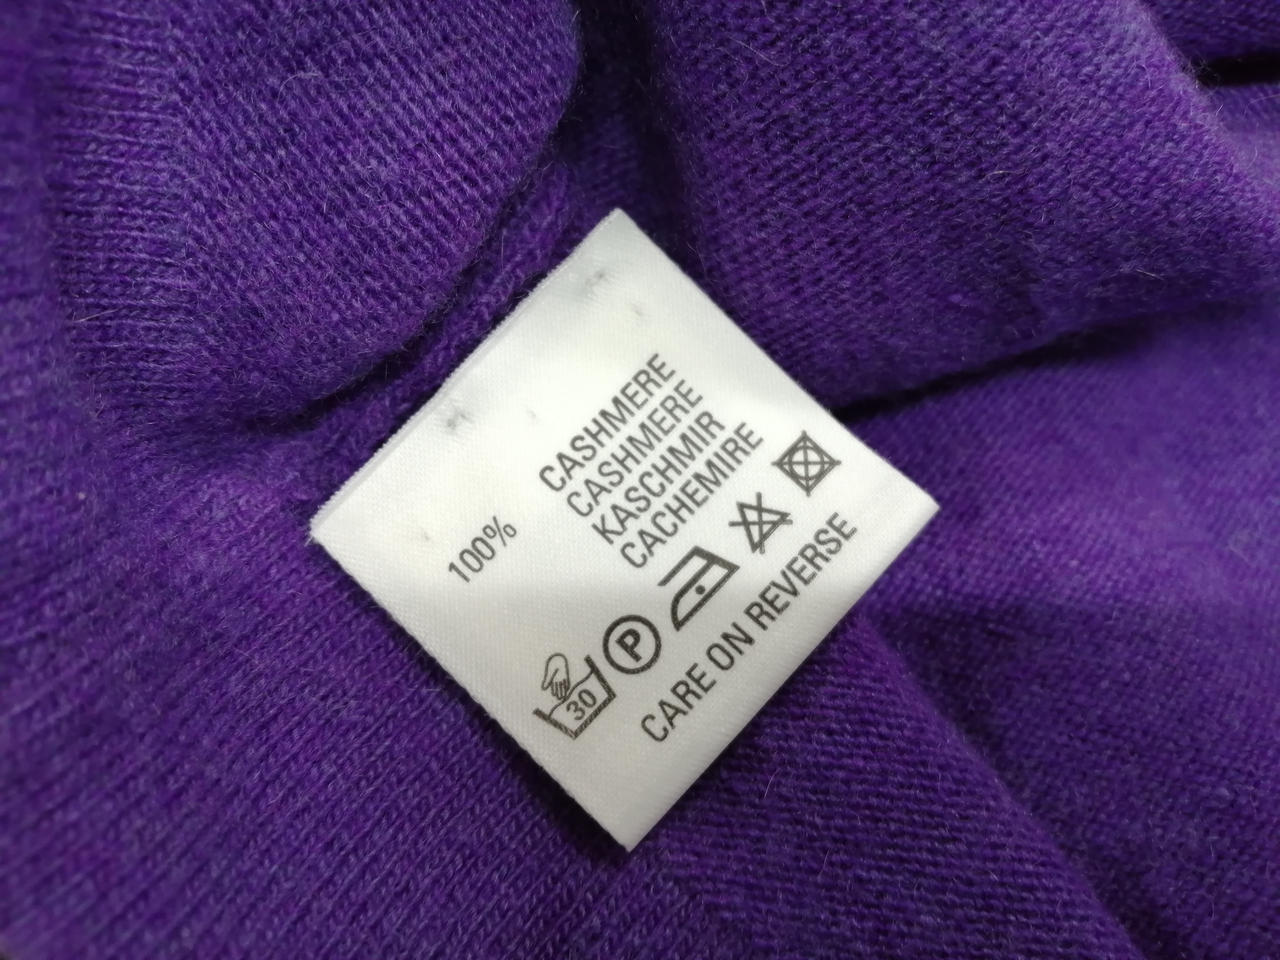 100% CASHMERE
CASHMERE
KASCHMIR
CACHEMIRE
30 P
CARE ON REVERSE